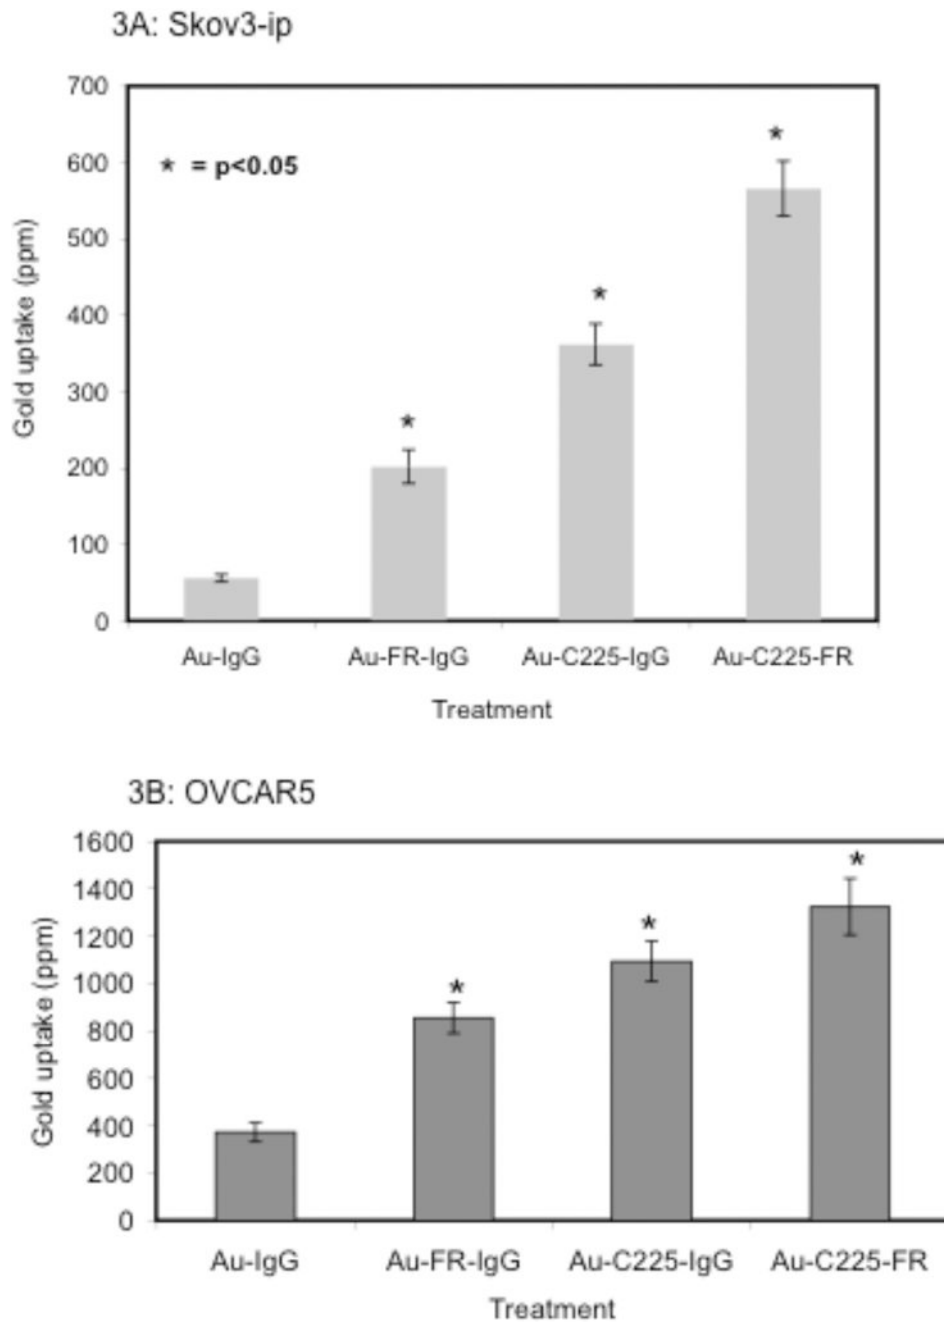 3A: Skov3-ip
700
* = p<0.05
*
600
500
*
400
300
*
200
100
0
Gold uptake (ppm)
Au-IgG Au-FR-IgG Au-C225-IgG Au-C225-FR
Treatment
3B: OVCAR5
1600
*
1400
*
1200
*
1000
800
600
400
200
0
Gold uptake (ppm)
Au-IgG Au-FR-IgG Au-C225-IgG Au-C225-FR
Treatment